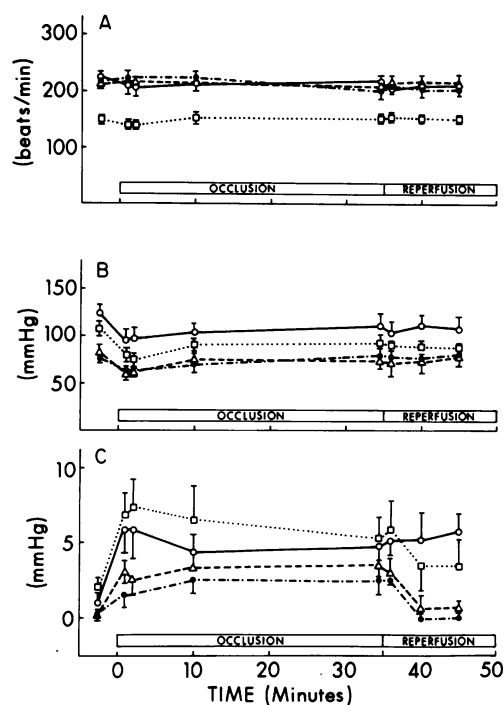 A
300
200
100
(beats/min)
OCCLUSION REPERFUSION
B
150
100
50
(mmHg)
OCCLUSION REPERFUSION
C
10
5
0
(mmHg)
OCCLUSION REPERFUSION
0 10 20 30 40 50
TIME (Minutes)